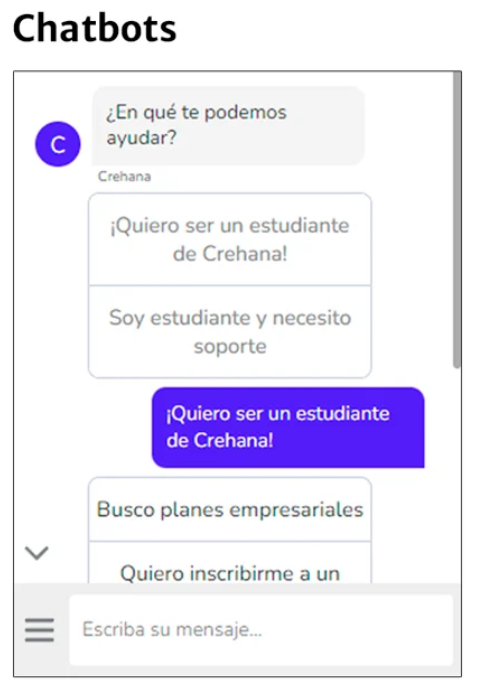 Chatbots
¿En qué te podemos
ayudar?
C
Crehana
¡Quiero ser un estudiante
de Crehana!
Soy estudiante y necesito
soporte
¡Quiero ser un estudiante
de Crehana!
Busco planes empresariales
Quiero inscribirme a un
Escriba su mensaje...